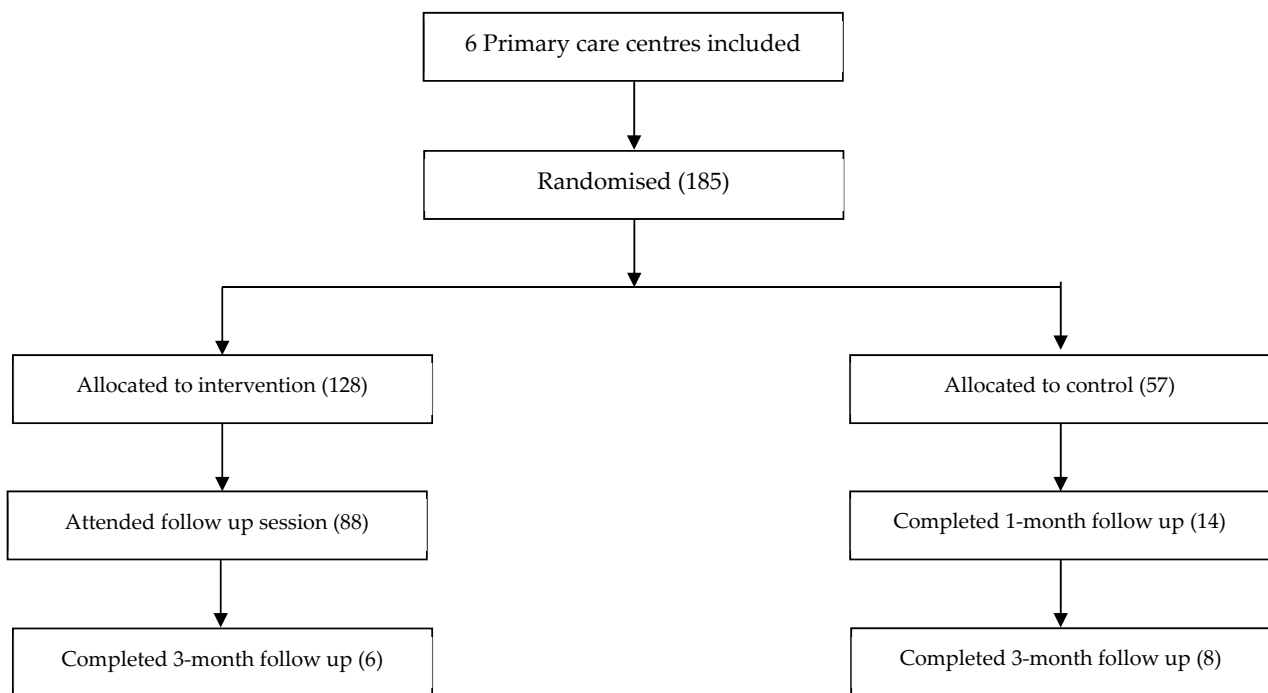 6 Primary care centres included
Randomised (185)
Allocated to intervention (128)
Allocated to control (57)
Attended follow up session (88)
Completed 1-month follow up (14)
Completed 3-month follow up (6)
Completed 3-month follow up (8)